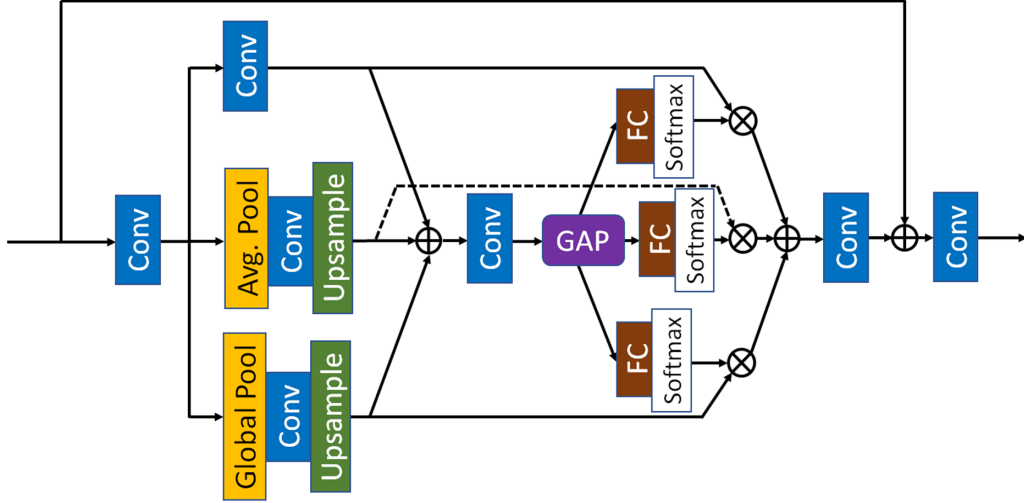 Conv
Conv
Avg. Pool
Conv
Upsample
Global Pool
Conv
Upsample
Conv
GAP
FC
Softmax
FC
Softmax
FC
Softmax
Conv
Conv